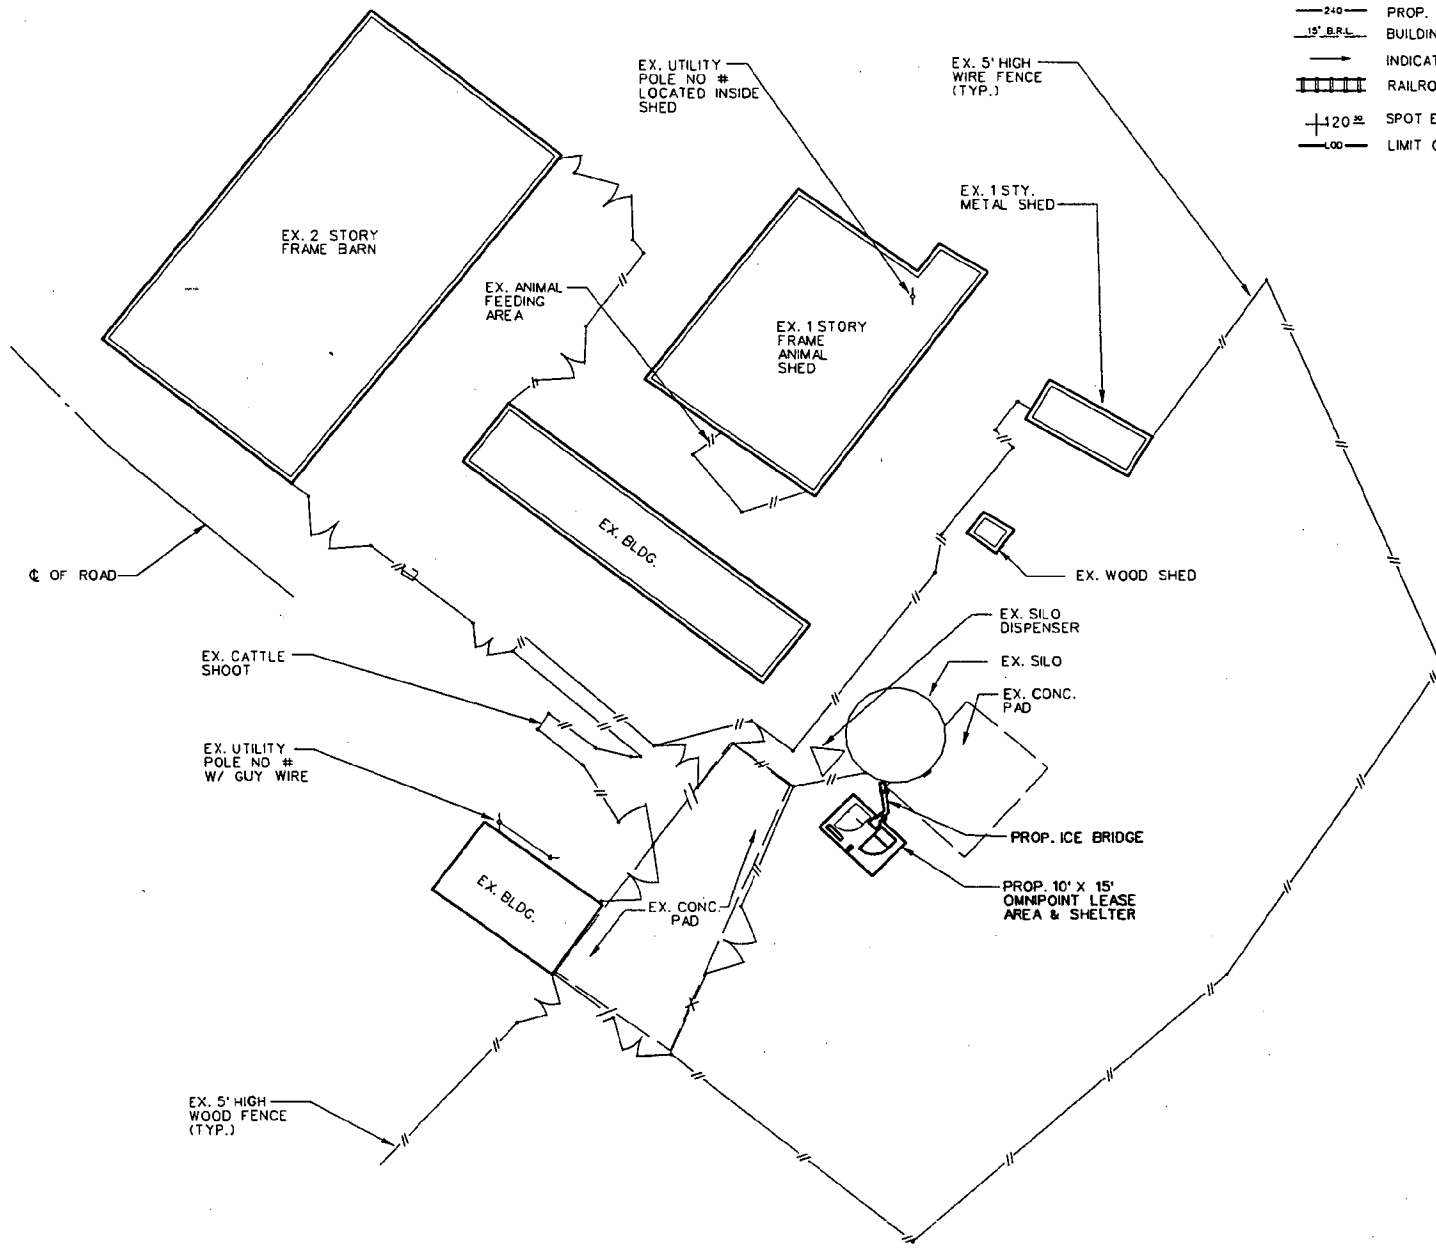 240 PROP.
15' B.R.L. BUILDIN
INDICAT
RAILRO
120 SPOT E
LOD LIMIT
EX. UTILITY
POLE NO #
LOCATED INSIDE
SHED
EX. 5' HIGH
WIRE FENCE
(TYP.)
EX. 1 STY.
METAL SHED
EX. 2 STORY
FRAME BARN
EX. ANIMAL
FEEDING
AREA
EX. 1 STORY
FRAME
ANIMAL
SHED
EX. BLDG.
℄ OF ROAD
EX. WOOD SHED
EX. SILO
DISPENSER
EX. SILO
EX. CONC.
PAD
EX. CATTLE
SHOOT
EX. UTILITY
POLE NO #
W/ GUY WIRE
PROP. ICE BRIDGE
PROP. 10' X 15'
OMNIPOINT LEASE
AREA & SHELTER
EX. BLDG.
EX. CONC.
PAD
EX. 5' HIGH
WOOD FENCE
(TYP.)